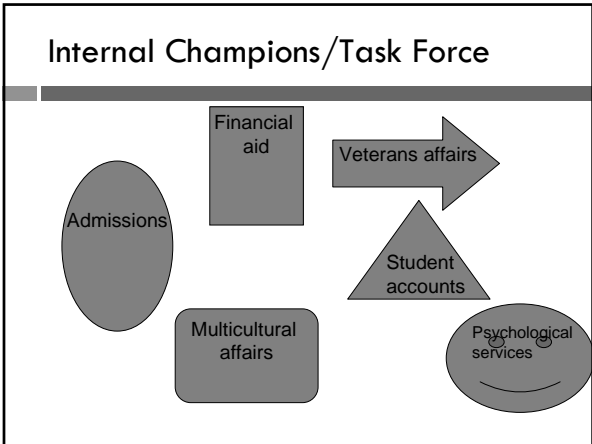 Internal Champions/Task Force
Financial
aid
Veterans affairs
Admissions
Student
accounts
Multicultural
affairs
Psychological
services